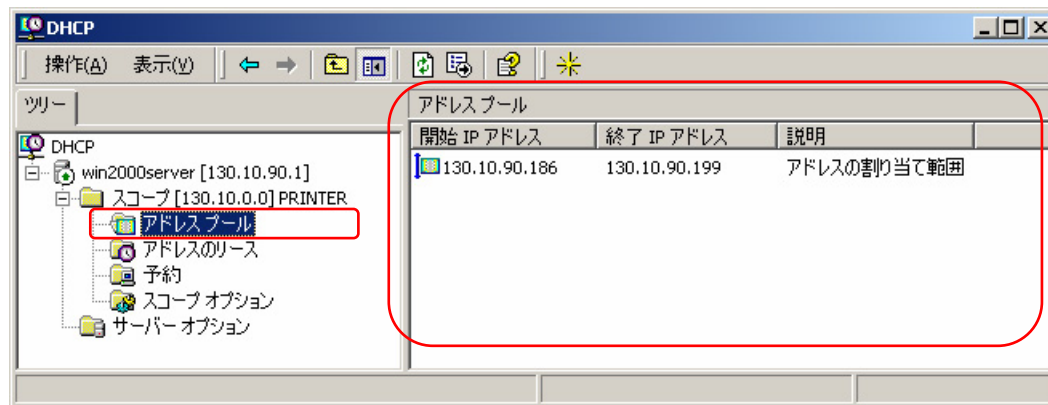 DHCP
操作(A) 表示(V)
ツリー
DHCP
win2000server [130.10.90.1]
スコープ [130.10.0.0] PRINTER
アドレス プール
アドレスのリース
予約
スコープ オプション
サーバー オプション
アドレス プール
開始 IP アドレス 終了 IP アドレス 説明
130.10.90.186 130.10.90.199 アドレスの割り当て範囲